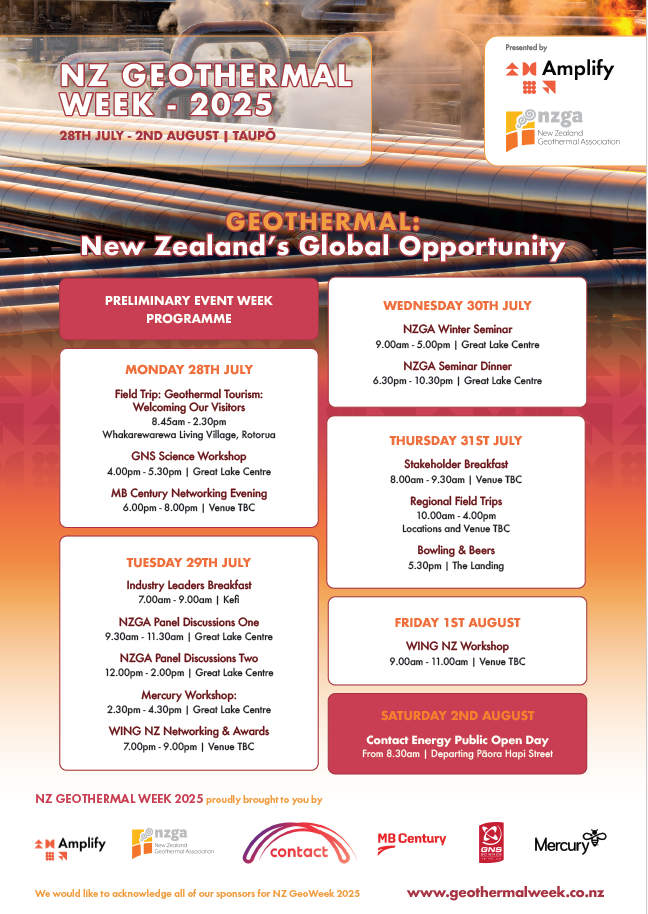 NZ GEOTHERMAL
WEEK - 2025
28TH JULY - 2ND AUGUST | TAUPŌ
Presented by
Amplify
nzga
New Zealand
Geothermal Association
GEOTHERMAL:
New Zealand's Global Opportunity
PRELIMINARY EVENT WEEK
PROGRAMME
MONDAY 28TH JULY
Field Trip: Geothermal Tourism:
Welcoming Our Visitors
8.45am - 2.30pm
Whakarewarewa Living Village, Rotorua
GNS Science Workshop
4.00pm - 5.30pm | Great Lake Centre
MB Century Networking Evening
6.00pm - 8.00pm | Venue TBC
TUESDAY 29TH JULY
Industry Leaders Breakfast
7.00am - 9.00am | Kefi
NZGA Panel Discussions One
9.30am - 11.30am | Great Lake Centre
NZGA Panel Discussions Two
12.00pm - 2.00pm | Great Lake Centre
Mercury Workshop:
2.30pm - 4.30pm | Great Lake Centre
WING NZ Networking & Awards
7.00pm - 9.00pm | Venue TBC
WEDNESDAY 30TH JULY
NZGA Winter Seminar
9.00am - 5.00pm | Great Lake Centre
NZGA Seminar Dinner
6.30pm - 10.30pm | Great Lake Centre
THURSDAY 31ST JULY
Stakeholder Breakfast
8.00am - 9.30am | Venue TBC
Regional Field Trips
10.00am - 4.00pm
Locations and Venue TBC
Bowling & Beers
5.30pm | The Landing
FRIDAY 1ST AUGUST
WING NZ Workshop
9.00am - 11.00am | Venue TBC
SATURDAY 2ND AUGUST
Contact Energy Public Open Day
From 8.30am | Departing Pāora Hapi Street
NZ GEOTHERMAL WEEK 2025 proudly brought to you by
Amplify
nzga
New Zealand
Geothermal Association
contact
MB Century
GNS
SCIENCE
Mercury
We would like to acknowledge all of our sponsors for NZ GeoWeek 2025
www.geothermalweek.co.nz